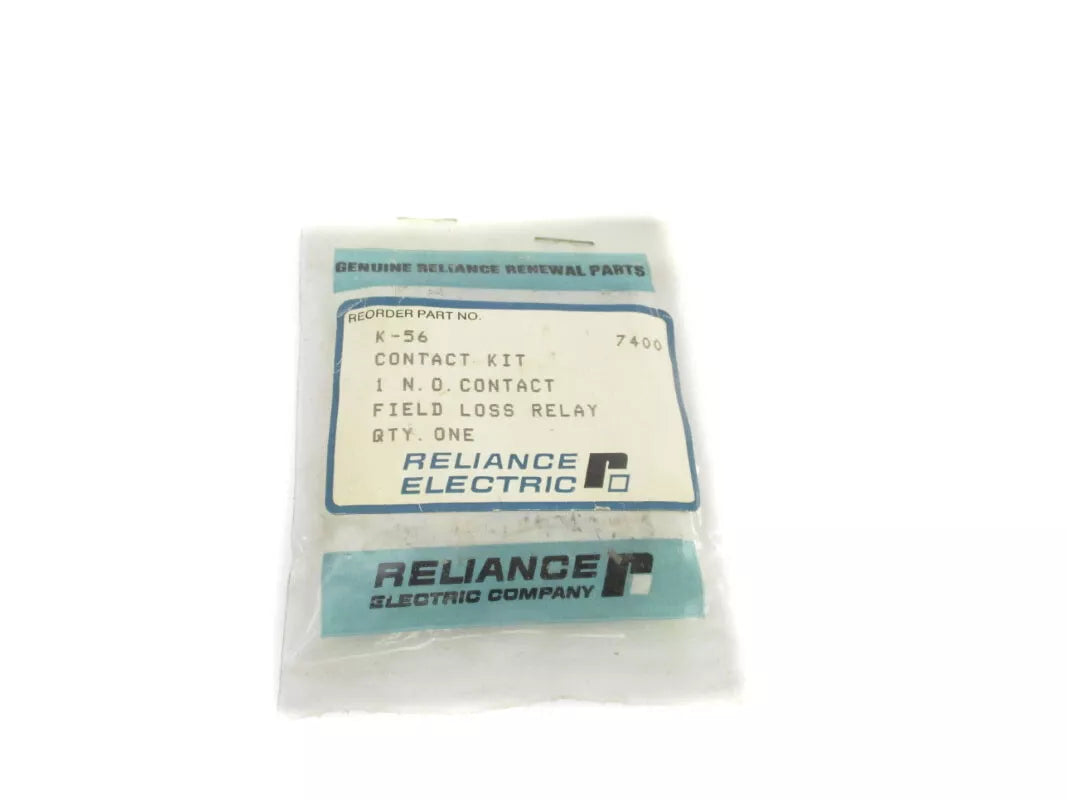 GENUINE RELIANCE RENEWAL PARTS
REORDER PART NO.
K-56 7400
CONTACT KIT
1 N.O. CONTACT
FIELD LOSS RELAY
QTY. ONE
RELIANCE
ELECTRIC
RELIANCE
ELECTRIC COMPANY